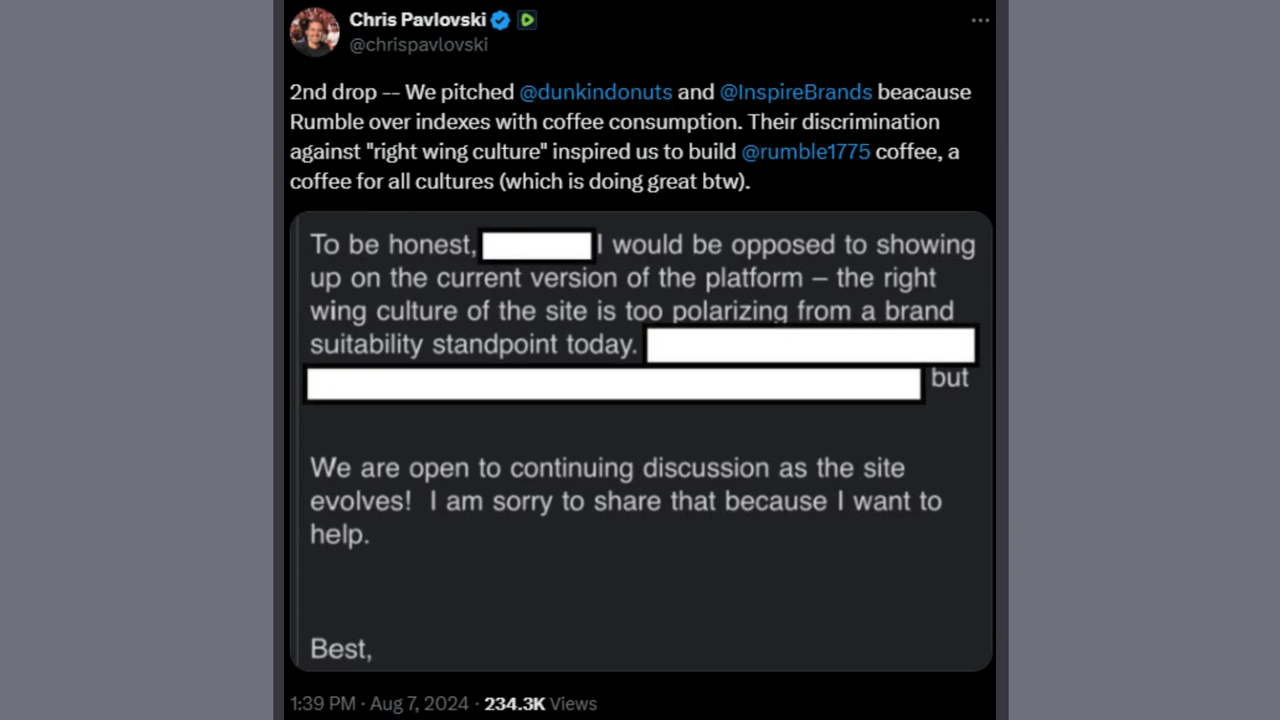 Chris Pavlovski
@chrispavlovski
2nd drop -- We pitched @dunkindonuts and @InspireBrands beacause
Rumble over indexes with coffee consumption. Their discrimination
against "right wing culture" inspired us to build @rumble1775 coffee, a
coffee for all cultures (which is doing great btw).
To be honest, I would be opposed to showing
up on the current version of the platform – the right
wing culture of the site is too polarizing from a brand
suitability standpoint today.
but
We are open to continuing discussion as the site
evolves! I am sorry to share that because I want to
help.
Best,
1:39 PM · Aug 7, 2024 · 234.3K Views